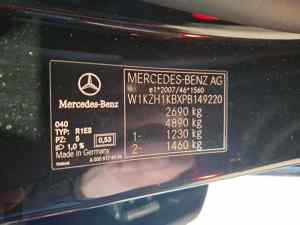 MERCEDES-BENZ AG
e1*2007/46*1560
W1KZH1KBXPB149220
2690 kg
4890 kg
1- 1230 kg
2- 1460 kg
Mercedes-Benz
040
TYP: R1ES
PZ: 5 0,53
1,0 %
Made in Germany